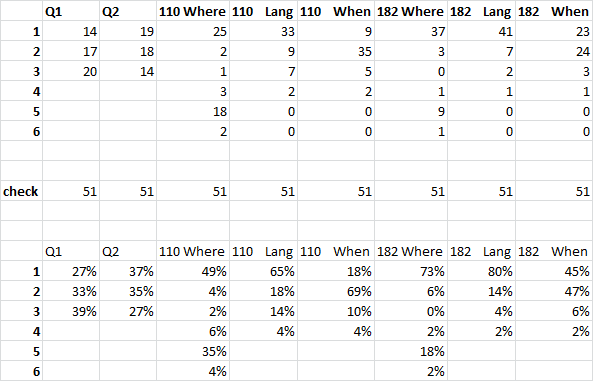 Q1 Q2 110 Where 110 Lang 110 When 182 Where 182 Lang 182 When
1 14 19 25 33 9 37 41 23
2 17 18 2 9 35 3 7 24
3 20 14 1 7 5 0 2 3
4 3 2 2 1 1 1
5 18 0 0 9 0 0
6 2 0 0 1 0 0
check 51 51 51 51 51 51 51 51
Q1 Q2 110 Where 110 Lang 110 When 182 Where 182 Lang 182 When
1 27% 37% 49% 65% 18% 73% 80% 45%
2 33% 35% 4% 18% 69% 6% 14% 47%
3 39% 27% 2% 14% 10% 0% 4% 6%
4 6% 4% 4% 2% 2% 2%
5 35% 18%
6 4% 2%